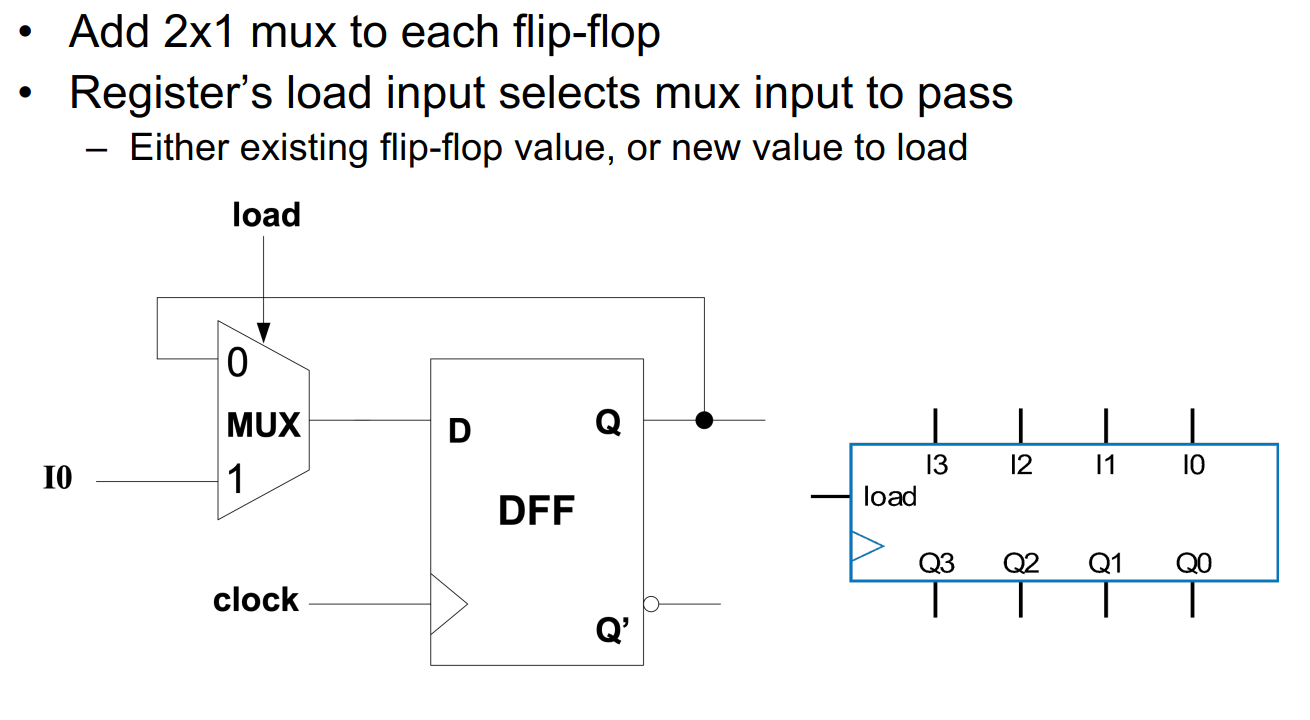 • Add 2x1 mux to each flip-flop
• Register’s load input selects mux input to pass
– Either existing flip-flop value, or new value to load
load
0
MUX
1
I0
D
Q
DFF
clock
Q’
I3 I2 I1 I0
load
Q3 Q2 Q1 Q0